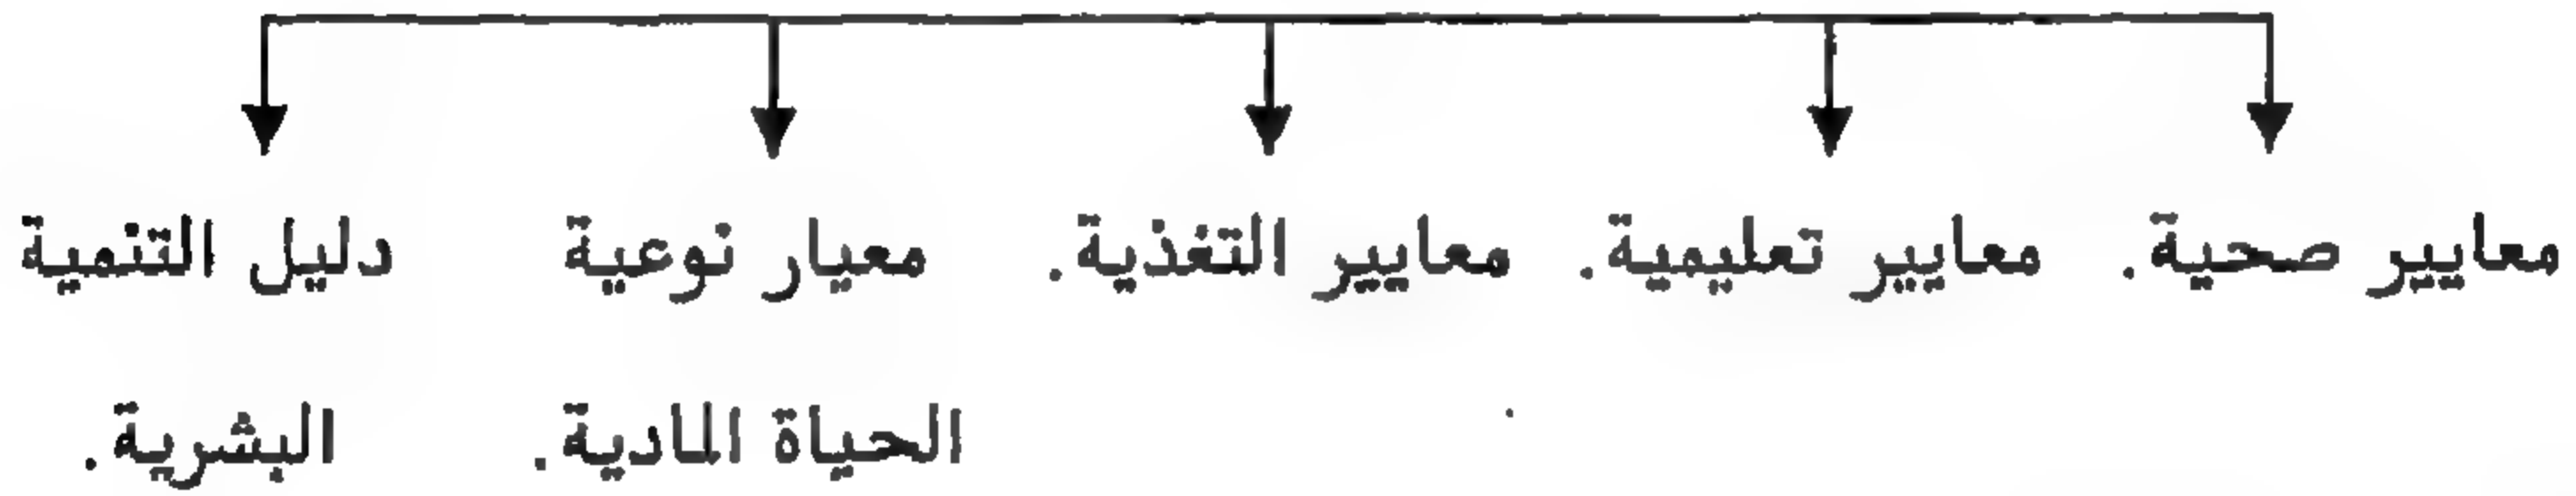 معايير صحية.
معايير تعليمية.
معايير التغذية.
معيار نوعية
الحياة المادية.
دليل التنمية
البشرية.